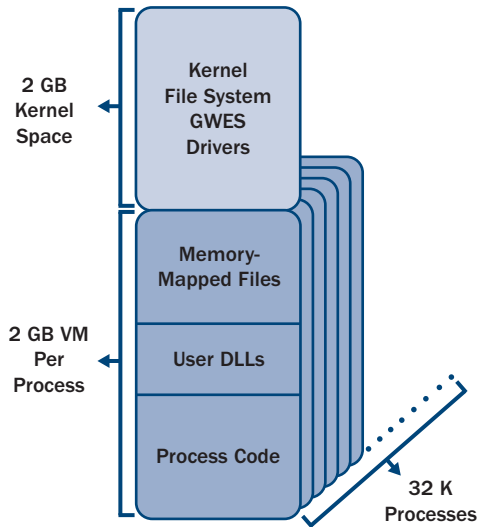 2 GB
Kernel
Space
Kernel
File System
GWES
Drivers
2 GB VM
Per
Process
Memory-
Mapped Files
User DLLs
Process Code
32 K
Processes